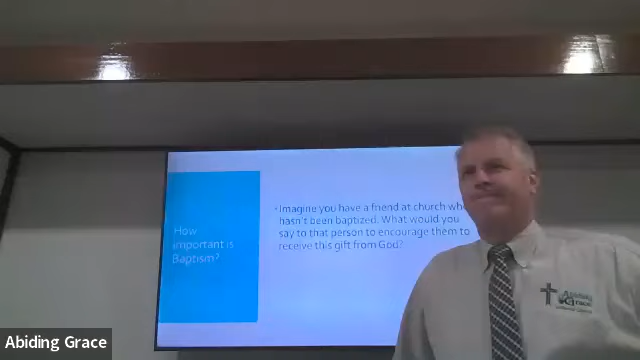 How
important is
Baptism?
• Imagine you have a friend at church wh
hasn't been baptized. What would you
say to that person to encourage them to
receive this gift from God?
Abiding
Grace
Abiding Grace